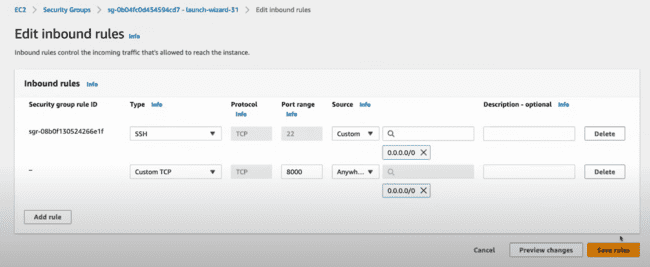 EC2 > Security Groups > sg-0b04fc0d454594cd7 - launch-wizard-31 > Edit inbound rules
Edit inbound rules Info
Inbound rules control the incoming traffic that's allowed to reach the instance.
Inbound rules Info
Security group rule ID Type Info Protocol Info Port range Info Source Info Description - optional Info
sgr-08b0f130524266e1f SSH TCP 22 Custom Delete
0.0.0.0/0 X
– Custom TCP TCP 8000 Anywh... Delete
0.0.0.0/0 X
Add rule
Cancel Preview changes Save rules